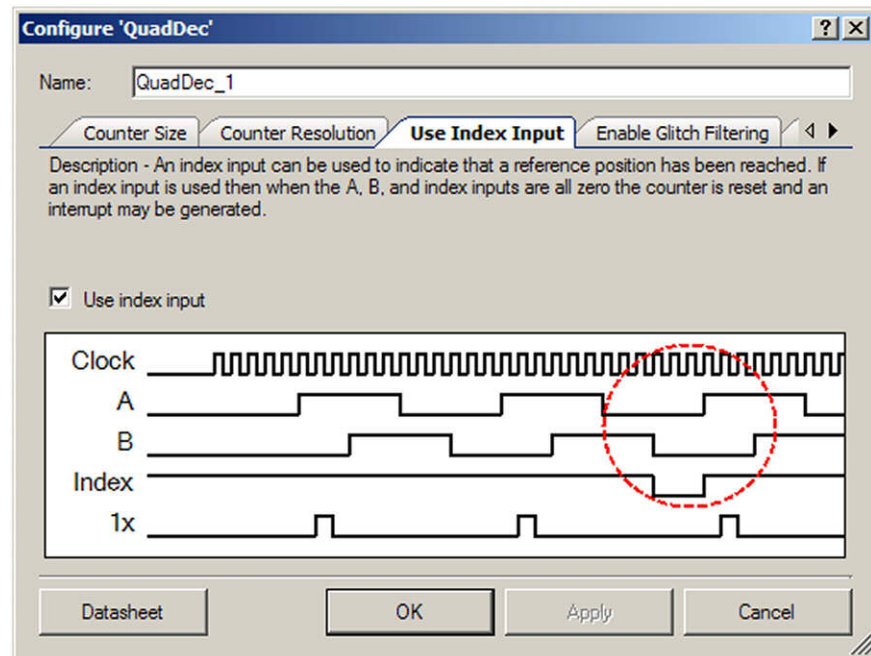 Configure 'QuadDec'
Name: QuadDec_1
Counter Size Counter Resolution Use Index Input Enable Glitch Filtering
Description - An index input can be used to indicate that a reference position has been reached. If
an index input is used then when the A, B, and index inputs are all zero the counter is reset and an
interrupt may be generated.
Use index input
Clock
A
B
Index
1x
Datasheet OK Apply Cancel